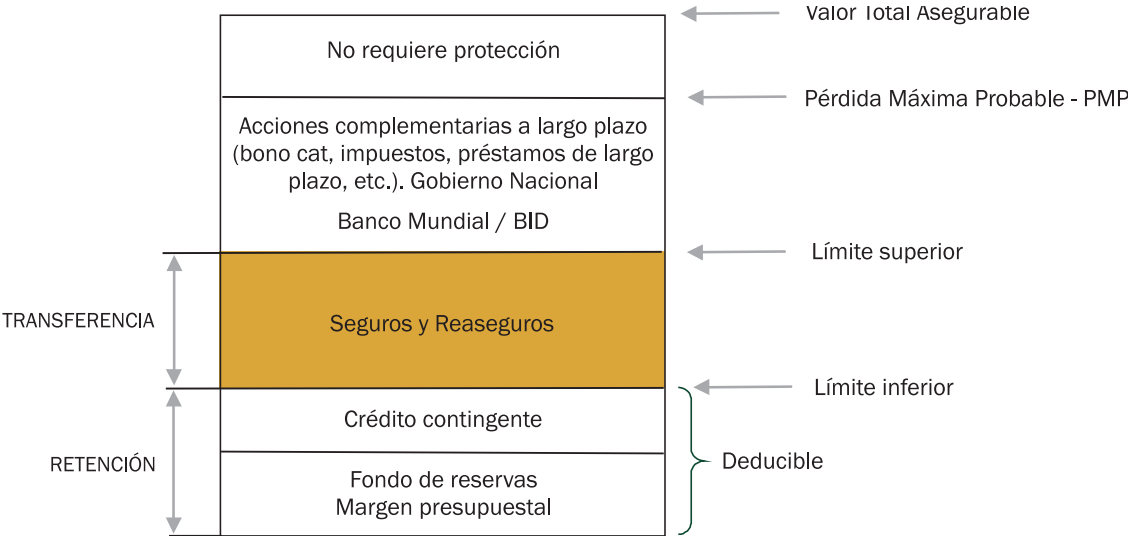 Valor Total Asegurable
No requiere protección
Pérdida Máxima Probable - PMP
Acciones complementarias a largo plazo
(bono cat, impuestos, préstamos de largo
plazo, etc.). Gobierno Nacional
Banco Mundial / BID
Límite superior
TRANSFERENCIA
Seguros y Reaseguros
Límite inferior
Crédito contingente
RETENCIÓN
Deducible
Fondo de reservas
Margen presupuestal